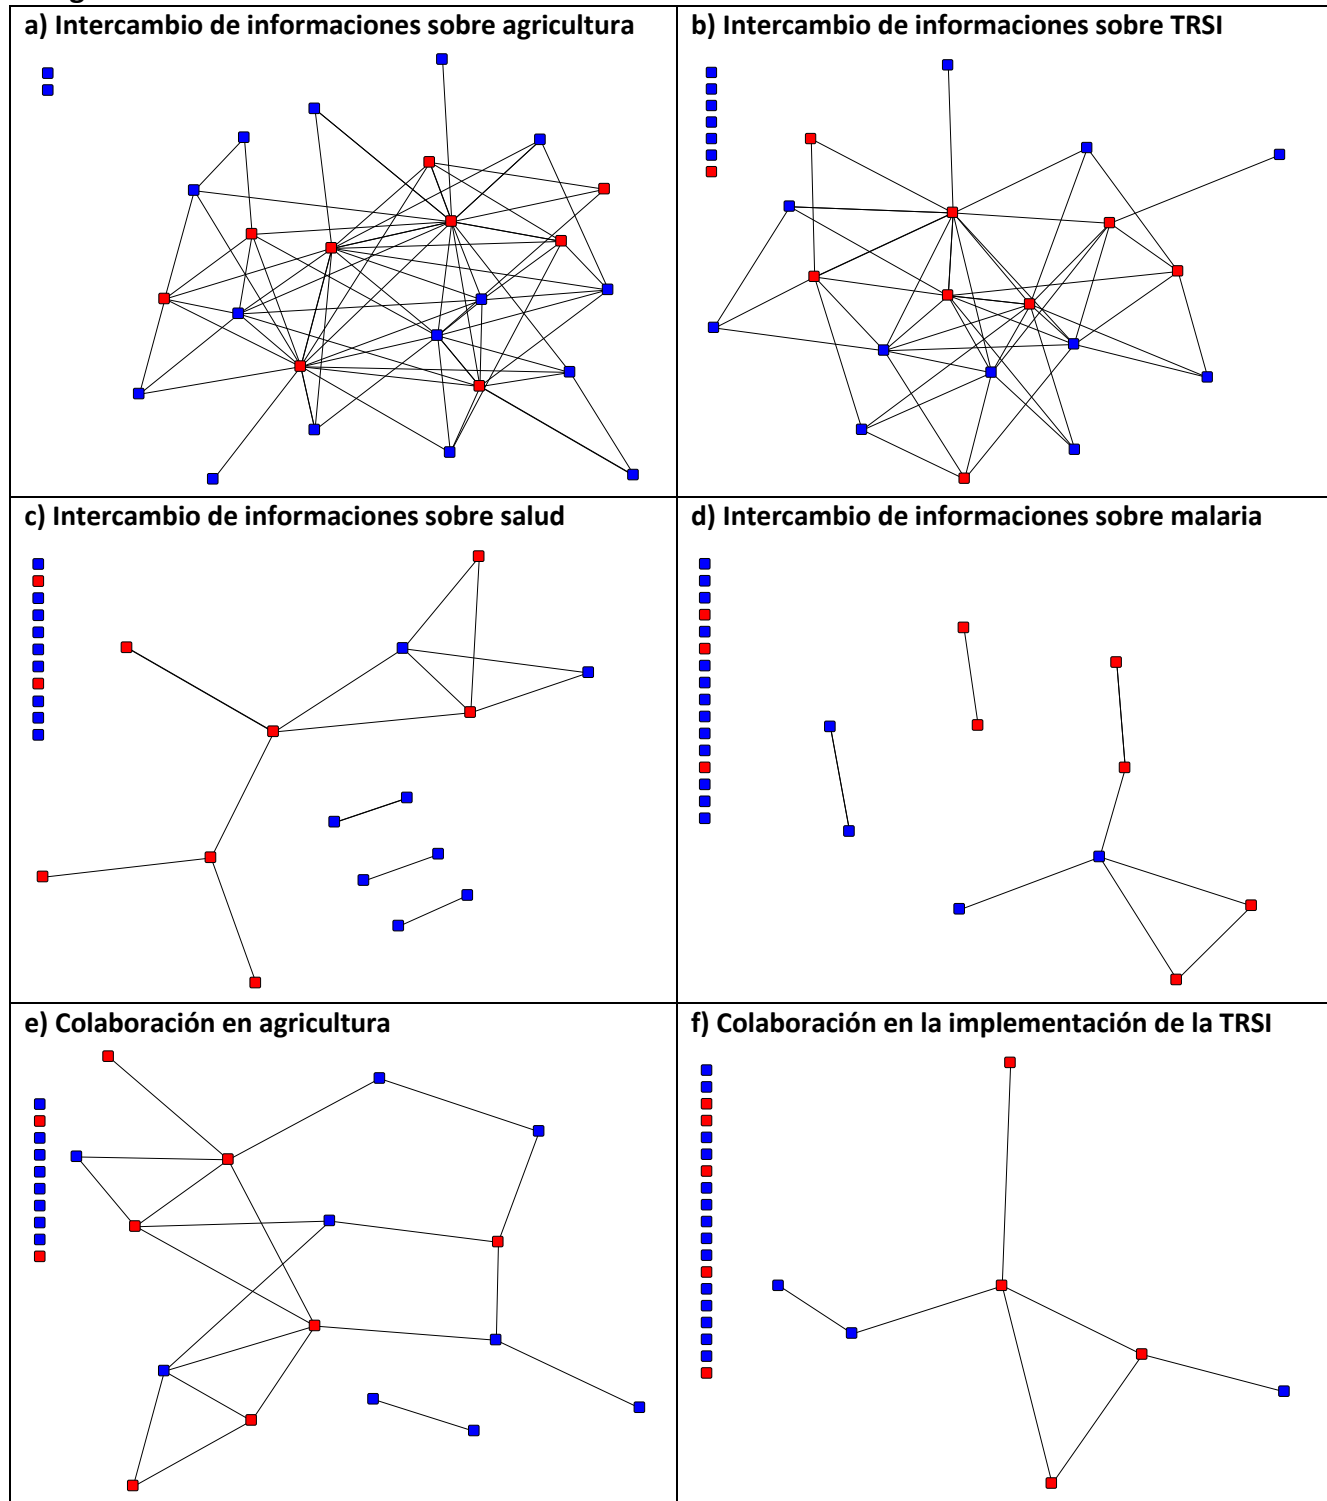 a) Intercambio de informaciones sobre agricultura
b) Intercambio de informaciones sobre TRSI
c) Intercambio de informaciones sobre salud
d) Intercambio de informaciones sobre malaria
e) Colaboración en agricultura
f) Colaboración en la implementación de la TRSI